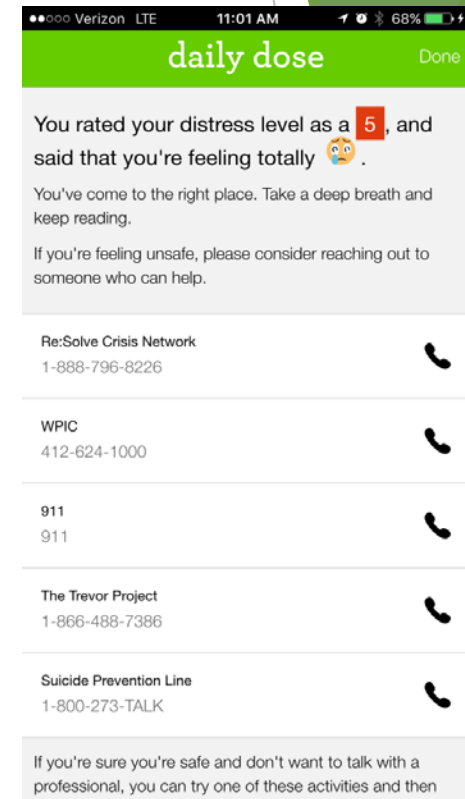 Verizon LTE 11:01 AM 68%
daily dose Done
You rated your distress level as a 5, and
said that you're feeling totally 😢.
You've come to the right place. Take a deep breath and
keep reading.
If you're feeling unsafe, please consider reaching out to
someone who can help.
Re:Solve Crisis Network
1-888-796-8226
WPIC
412-624-1000
911
911
The Trevor Project
1-866-488-7386
Suicide Prevention Line
1-800-273-TALK
If you're sure you're safe and don't want to talk with a
professional, you can try one of these activities and then